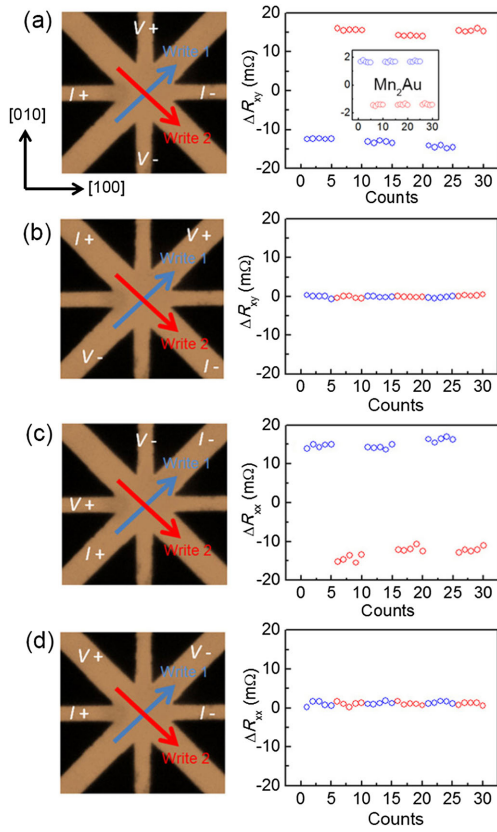 (a)
V+
Write 1
I+
I-
Write 2
V-
[010]
[100]
ΔRxy (mΩ)
20
10
0
-10
-20
2
0
-2
Mn2Au
0 10 20 30
0 5 10 15 20 25 30
Counts
(b)
I+
V+
Write 1
Write 2
V-
I-
ΔRxy (mΩ)
20
10
0
-10
-20
0 5 10 15 20 25 30
Counts
(c)
V-
I-
Write 1
V+
Write 2
I+
ΔRxx (mΩ)
20
10
0
-10
-20
0 5 10 15 20 25 30
Counts
(d)
V+
V-
Write 1
I+
I-
Write 2
ΔRxx (mΩ)
20
10
0
-10
-20
0 5 10 15 20 25 30
Counts